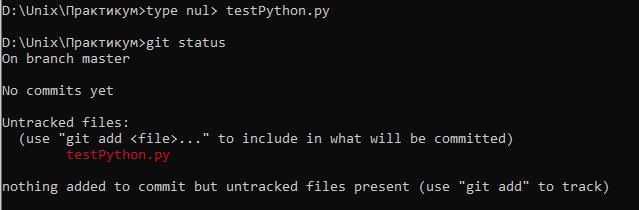 D:\Unix\Практикум>type nul> testPython.py
D:\Unix\Практикум>git status
On branch master
No commits yet
Untracked files:
(use "git add <file>..." to include in what will be committed)
testPython.py
nothing added to commit but untracked files present (use "git add" to track)